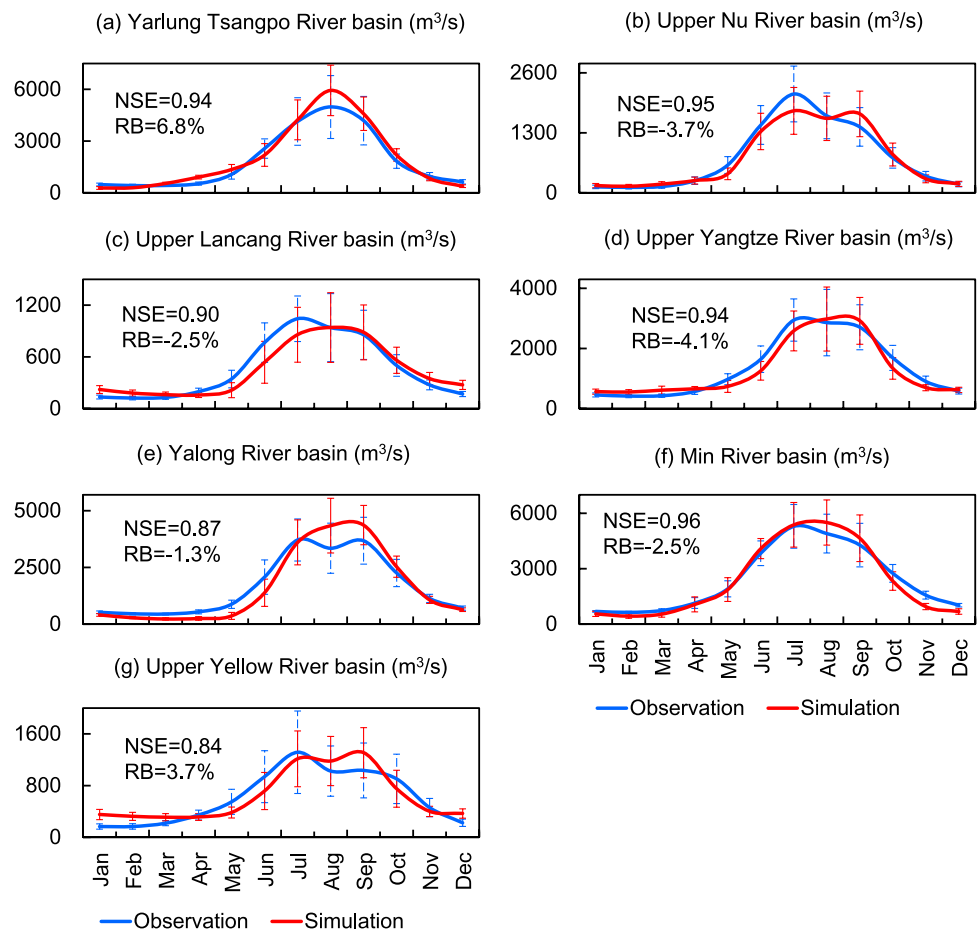 (a) Yarlung Tsangpo River basin (m³/s)
6000
3000
0
NSE=0.94
RB=6.8%
(b) Upper Nu River basin (m³/s)
2600
1300
0
NSE=0.95
RB=-3.7%
(c) Upper Lancang River basin (m³/s)
1200
600
0
NSE=0.90
RB=-2.5%
(d) Upper Yangtze River basin (m³/s)
4000
2000
0
NSE=0.94
RB=-4.1%
(e) Yalong River basin (m³/s)
5000
2500
0
NSE=0.87
RB=-1.3%
(f) Min River basin (m³/s)
6000
3000
0
NSE=0.96
RB=-2.5%
Jan
Feb
Mar
Apr
May
Jun
Jul
Aug
Sep
Oct
Nov
Dec
Observation Simulation
(g) Upper Yellow River basin (m³/s)
1600
800
0
NSE=0.84
RB=3.7%
Jan
Feb
Mar
Apr
May
Jun
Jul
Aug
Sep
Oct
Nov
Dec
Observation Simulation